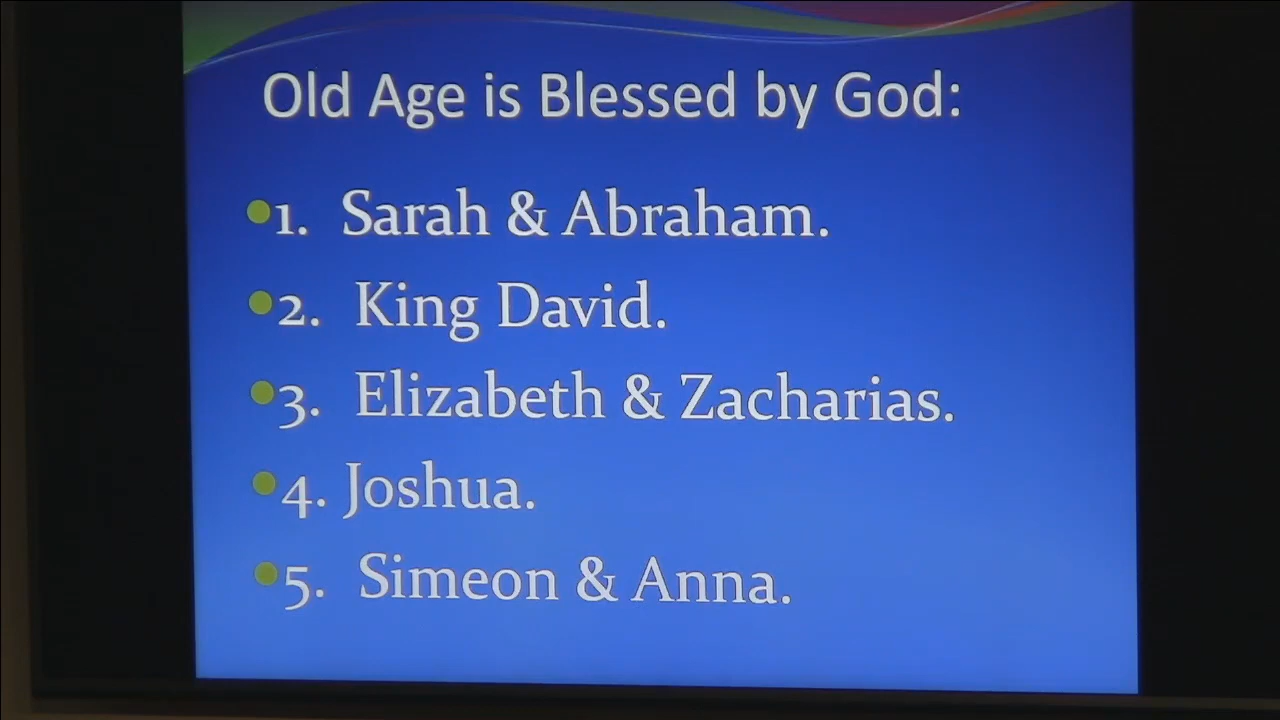 Old Age is Blessed by God:
1. Sarah & Abraham.
2. King David.
3. Elizabeth & Zacharias.
4. Joshua.
5. Simeon & Anna.